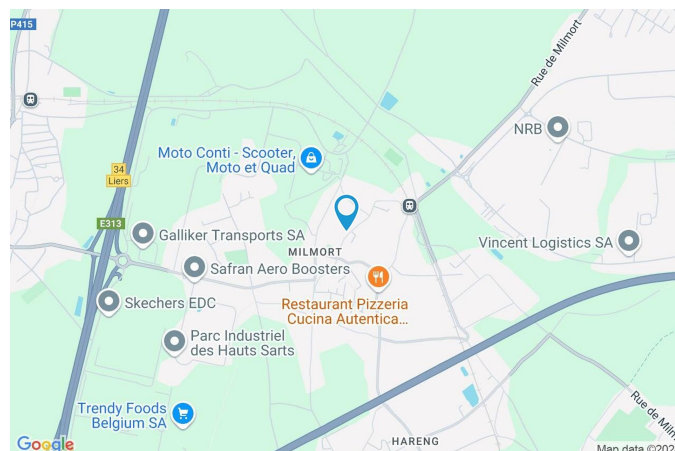 P415
Rue de Milmort
NRB
Moto Conti - Scooter,
Moto et Quad
34
Liers
E313
Galliker Transports SA
MILMORT
Vincent Logistics SA
Safran Aero Boosters
Skechers EDC
Restaurant Pizzeria
Cucina Autentica...
Parc Industriel
des Hauts Sarts
Trendy Foods
Belgium SA
HARENG
Rue de Milm
Google
Map data ©202